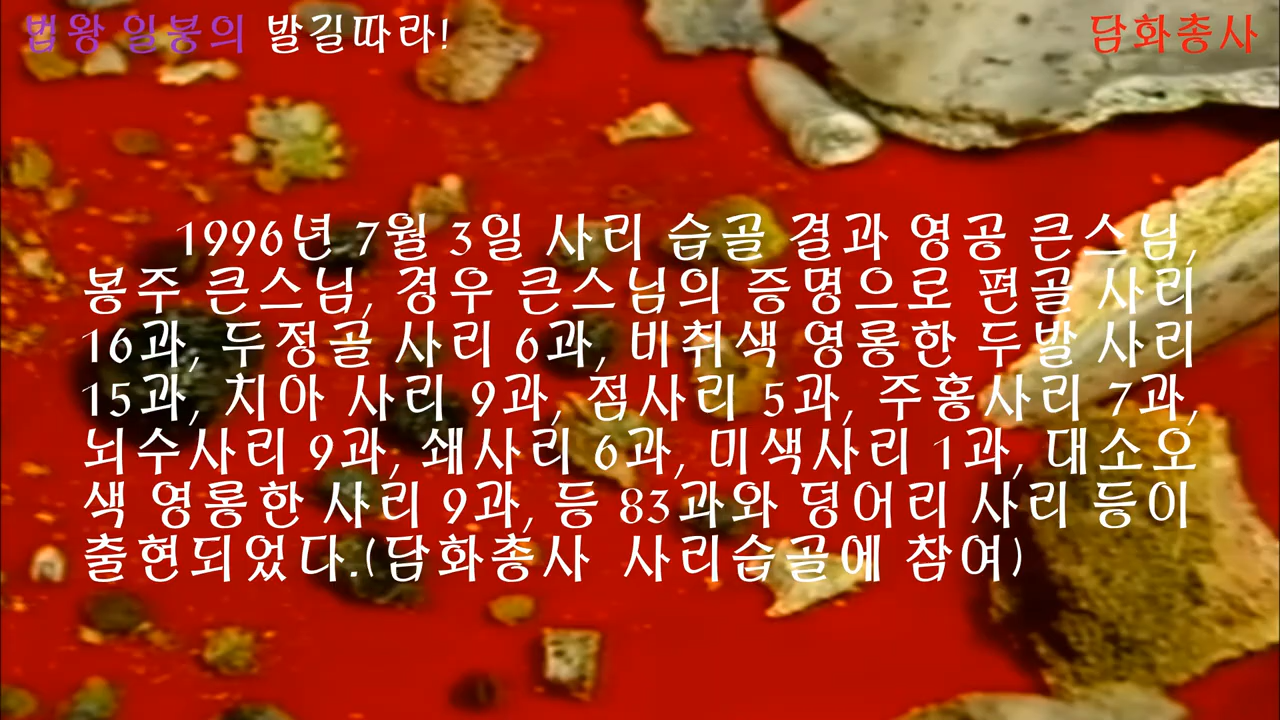 법왕 일붕의 발길따라!
담화총사
1996년 7월 3일 사리 습골 결과 영공 큰스님,
봉주 큰스님, 경우 큰스님의 증명으로 편골 사리
16과, 두정골 사리 6과, 비취색 영롱한 두발 사리
15과, 치아 사리 9과, 점사리 5과, 주홍사리 7과,
뇌수사리 9과, 쇄사리 6과, 미색사리 1과, 대소오
색 영롱한 사리 9과, 등 83과와 덩어리 사리 등이
출현되었다.(담화총사 사리습골에 참여)